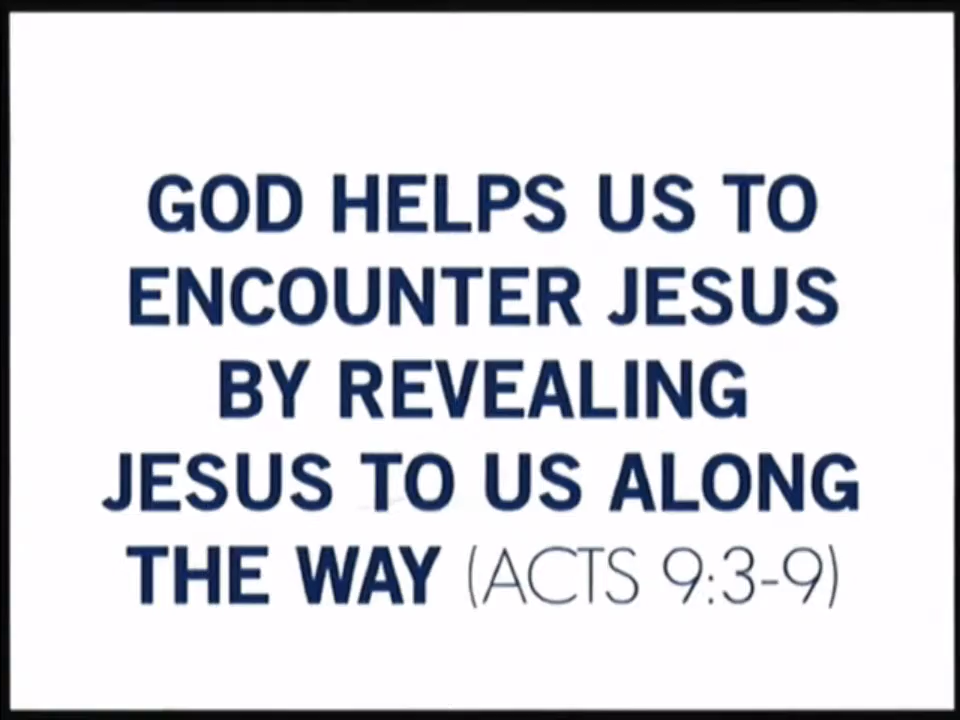 GOD HELPS US TO
ENCOUNTER JESUS
BY REVEALING
JESUS TO US ALONG
THE WAY (ACTS 9:3-9)